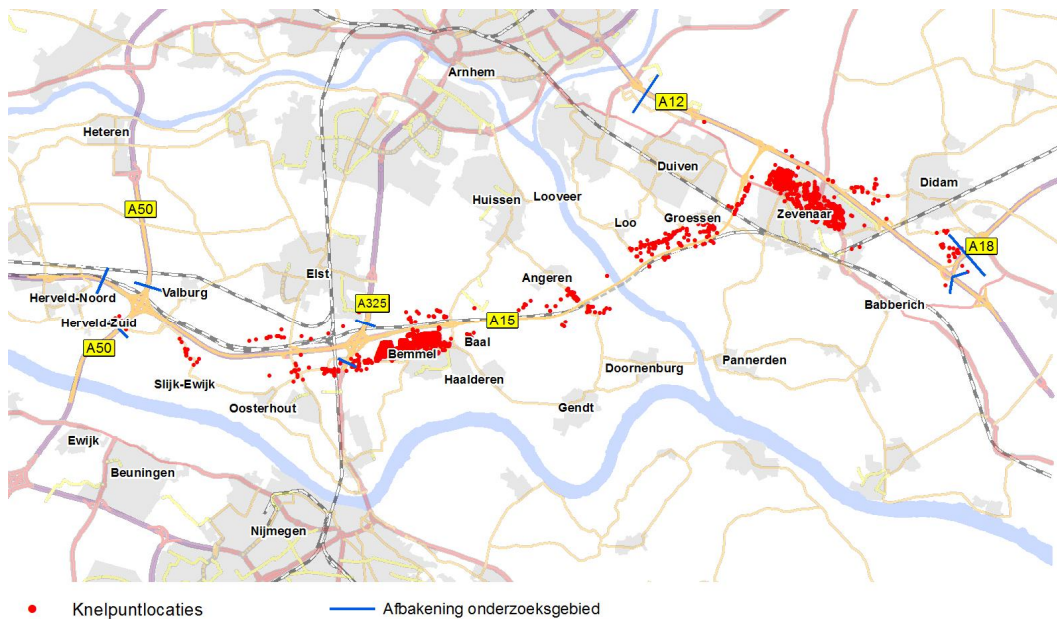 Arnhem
A12
Heteren
Duiven
Didam
A50
Huissen
Looveer
Loo
Groessen
Zevenaar
A18
Elst
Angeren
Herveld-Noord
Valburg
A325
Babberich
Herveld-Zuid
A15
A50
Bemmel
Baal
Pannerden
Slijk-Ewijk
Haalderen
Doornenburg
Oosterhout
Gendt
Ewijk
Beuningen
Nijmegen
Knelpuntlocaties
Afbakening onderzoeksgebied